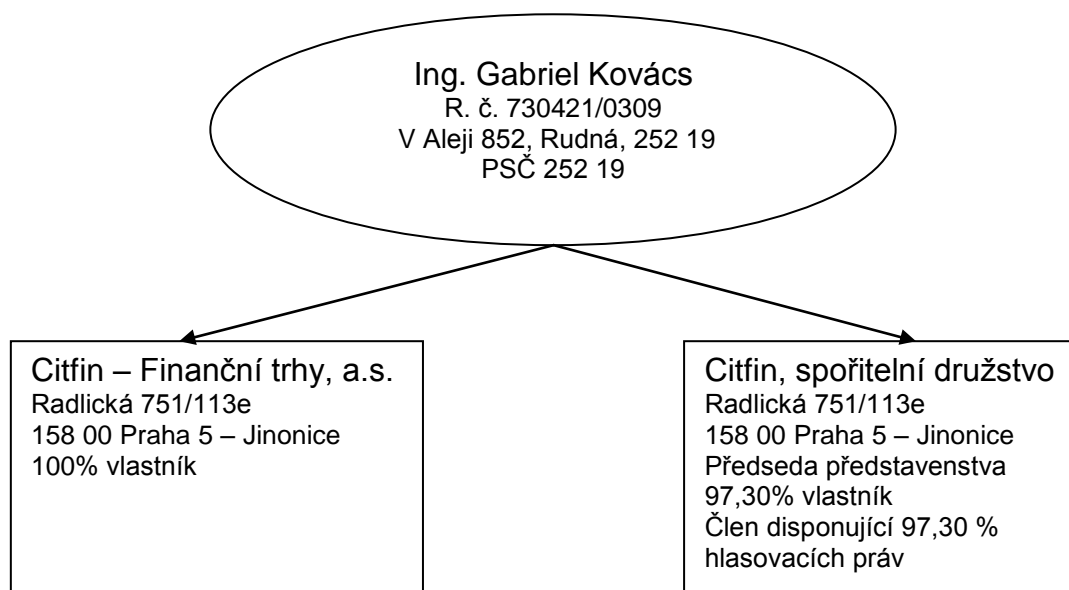 Ing. Gabriel Kovács
R. č. 730421/0309
V Aleji 852, Rudná, 252 19
PSČ 252 19
Citfin – Finanční trhy, a.s.
Radlická 751/113e
158 00 Praha 5 – Jinonice
100% vlastník
Citfin, spořitelní družstvo
Radlická 751/113e
158 00 Praha 5 – Jinonice
Předseda představenstva
97,30% vlastník
Člen disponující 97,30 %
hlasovacích práv